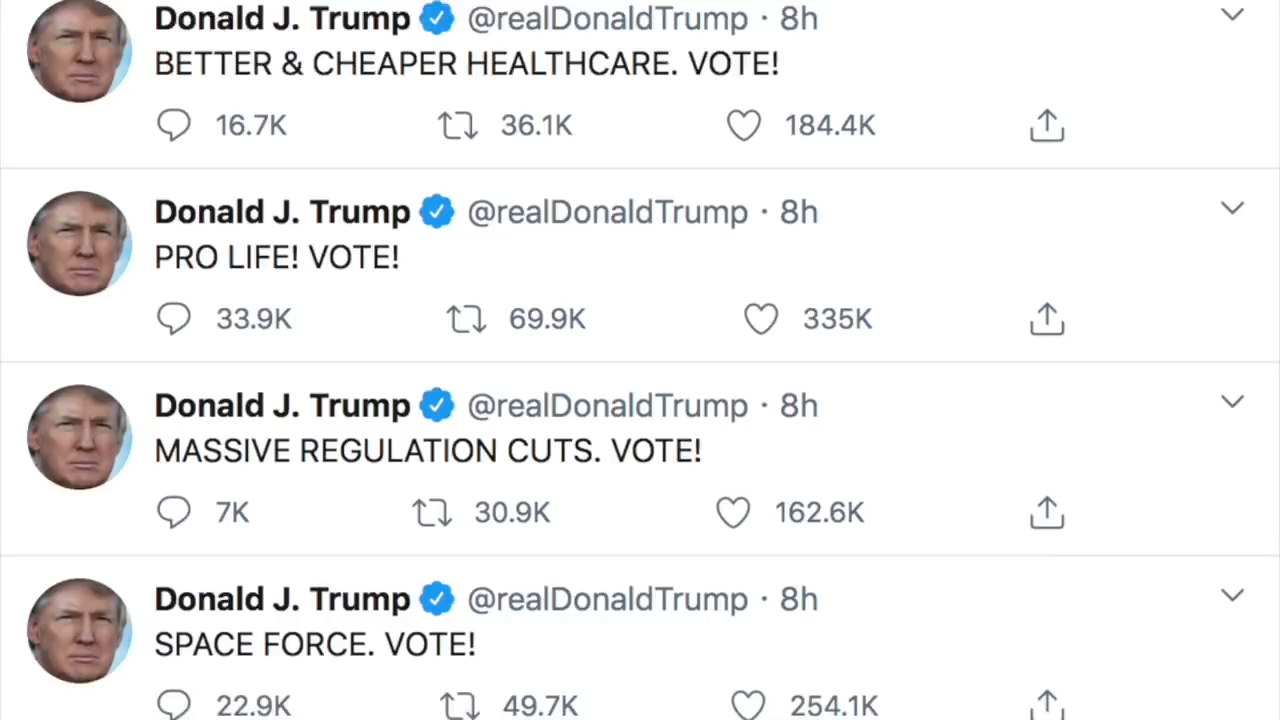 Donald J. Trump @realDonaldTrump · 8h
BETTER & CHEAPER HEALTHCARE. VOTE!
16.7K 36.1K 184.4K
Donald J. Trump @realDonaldTrump · 8h
PRO LIFE! VOTE!
33.9K 69.9K 335K
Donald J. Trump @realDonaldTrump · 8h
MASSIVE REGULATION CUTS. VOTE!
7K 30.9K 162.6K
Donald J. Trump @realDonaldTrump · 8h
SPACE FORCE. VOTE!
22.9K 49.7K 254.1K